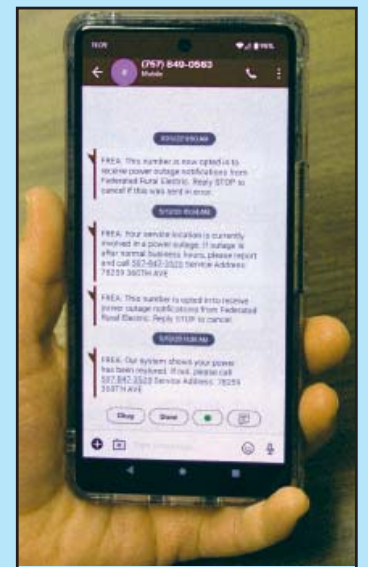 (757) 849-0563
Mobile
FREA: This number is now opted in to
receive power outage notifications from
Federated Rural Electric. Reply STOP to
cancel if this was sent in error.
FREA: Your service location is currently
involved in a power outage. If outage is
after normal business hours, please report
and call 507-847-3520 Service Address:
78259 360TH AVE
FREA: This number is opted in to receive
power outage notifications from Federated
Rural Electric. Reply STOP to cancel.
FREA: Our system shows your power
has been restored. If not, please call
507-847-3520 Service Address: 78259
360TH AVE
Okay